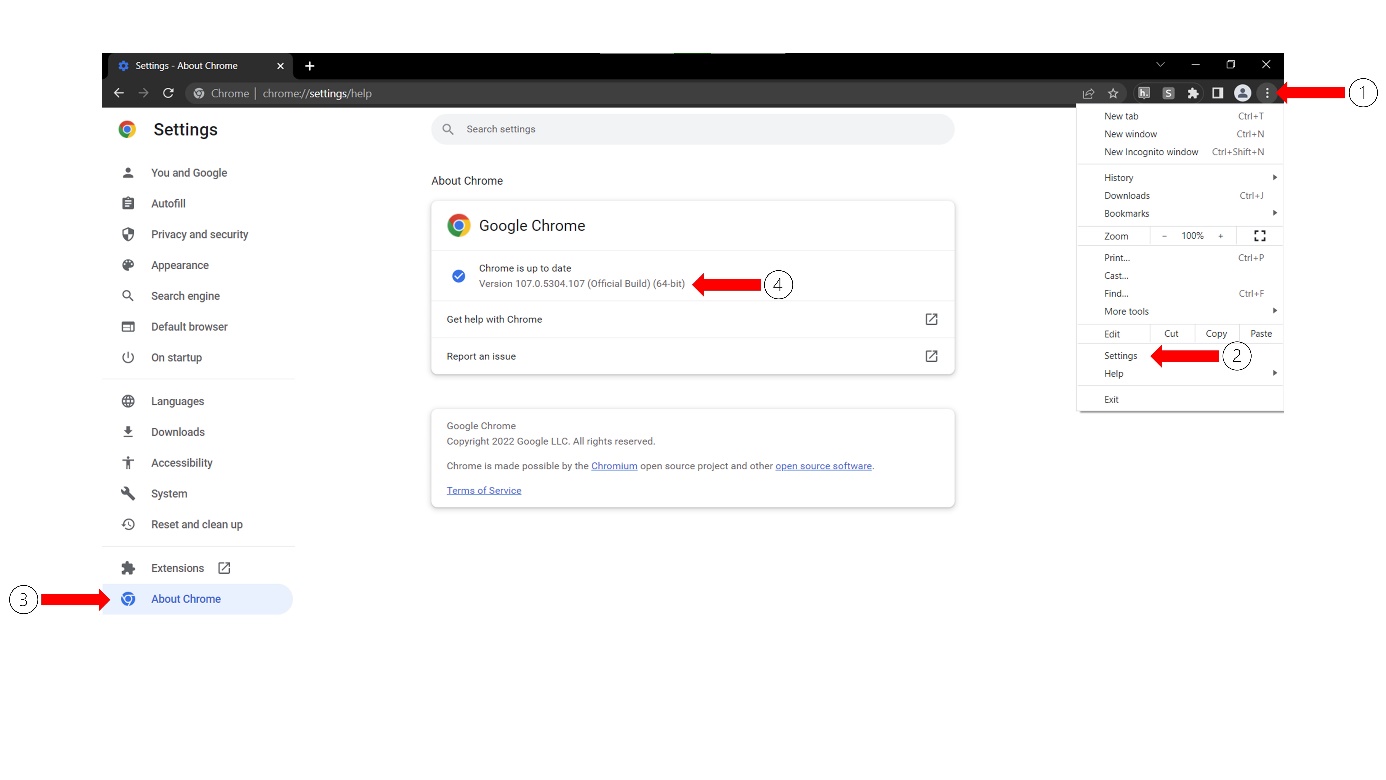 Settings - About Chrome
Chrome | chrome://settings/help
1
Settings
Search settings
You and Google
Autofill
Privacy and security
Appearance
Search engine
Default browser
On startup
Languages
Downloads
Accessibility
System
Reset and clean up
Extensions
3
About Chrome
About Chrome
Google Chrome
Chrome is up to date
Version 107.0.5304.107 (Official Build) (64-bit)
4
Get help with Chrome
Report an issue
Google Chrome
Copyright 2022 Google LLC. All rights reserved.
Chrome is made possible by the Chromium open source project and other open source software.
Terms of Service
New tab Ctrl+T
New window Ctrl+N
New Incognito window Ctrl+Shift+N
History
Downloads Ctrl+J
Bookmarks
Zoom - 100% +
Print... Ctrl+P
Cast...
Find... Ctrl+F
More tools
Edit Cut Copy Paste
Settings
2
Help
Exit